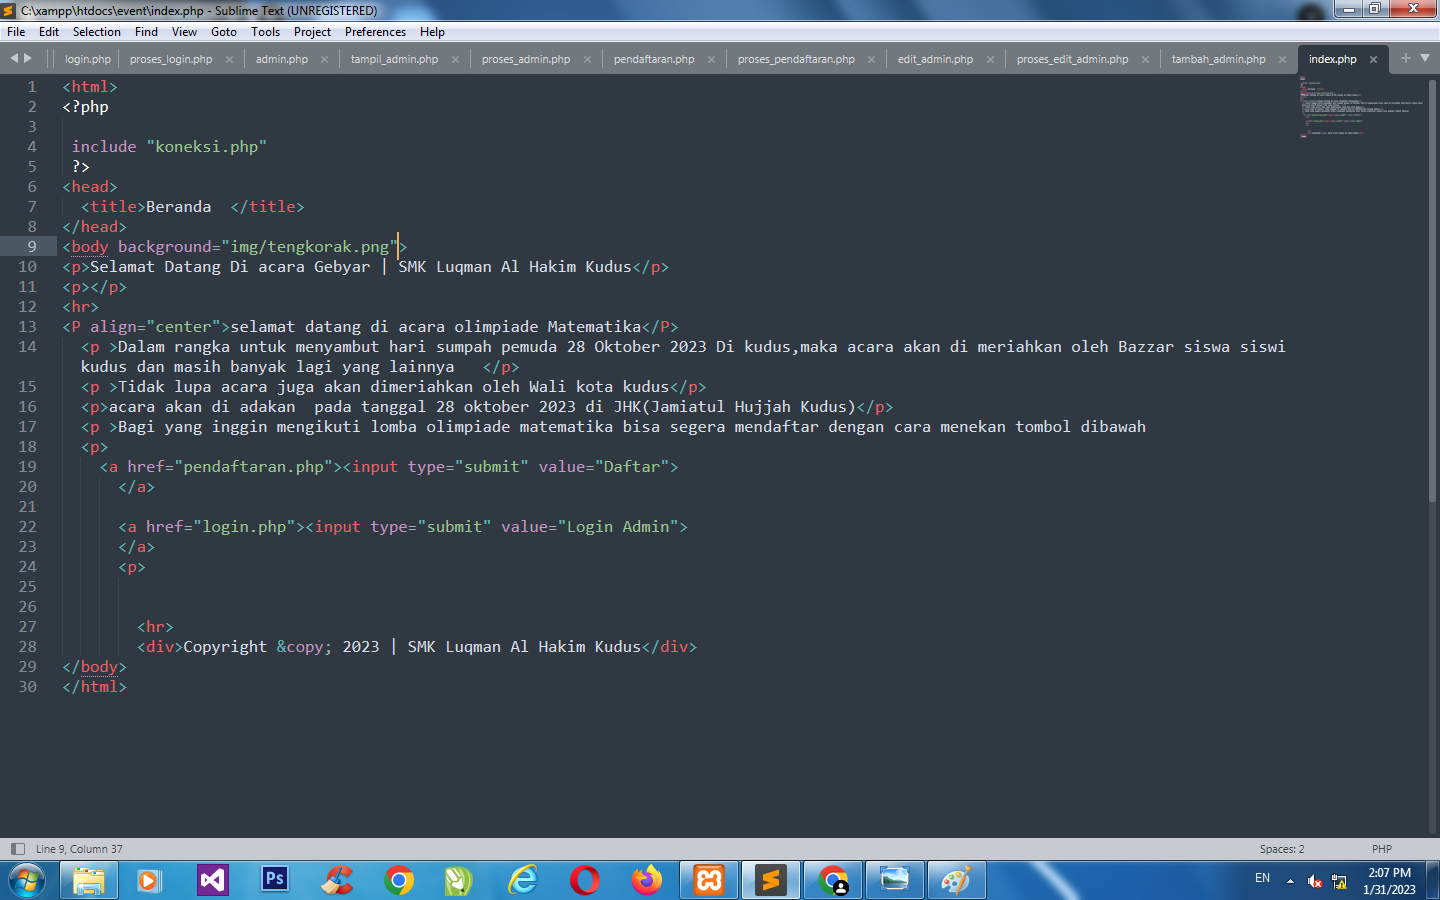 C:\xampp\htdocs\event\index.php - Sublime Text (UNREGISTERED)
File Edit Selection Find View Goto Tools Project Preferences Help
login.php proses_login.php admin.php tampil_admin.php proses_admin.php pendaftaran.php proses_pendaftaran.php edit_admin.php proses_edit_admin.php tambah_admin.php index.php
1 <html>
2 <?php
3
4 include "koneksi.php"
5 ?>
6 <head>
7 <title>Beranda  </title>
8 </head>
9 <body background="img/tengkorak.png">
10 <p>Selamat Datang Di acara Gebyar | SMK Luqman Al Hakim Kudus</p>
11 <p></p>
12 <hr>
13 <P align="center">selamat datang di acara olimpiade Matematika</P>
14 <p >Dalam rangka untuk menyambut hari sumpah pemuda 28 Oktober 2023 Di kudus,maka acara akan di meriahkan oleh Bazzar siswa siswi
kudus dan masih banyak lagi yang lainnya   </p>
15 <p >Tidak lupa acara juga akan dimeriahkan oleh Wali kota kudus</p>
16 <p>acara akan di adakan  pada tanggal 28 oktober 2023 di JHK(Jamiatul Hujjah Kudus)</p>
17 <p >Bagi yang inggin mengikuti lomba olimpiade matematika bisa segera mendaftar dengan cara menekan tombol dibawah
18 <p>
19 <a href="pendaftaran.php"><input type="submit" value="Daftar">
20 </a>
21
22 <a href="login.php"><input type="submit" value="Login Admin">
23 </a>
24 <p>
25
26
27 <hr>
28 <div>Copyright &copy; 2023 | SMK Luqman Al Hakim Kudus</div>
29 </body>
30 </html>
Line 9, Column 37 Spaces: 2 PHP
Ps
EN
2:07 PM
1/31/2023